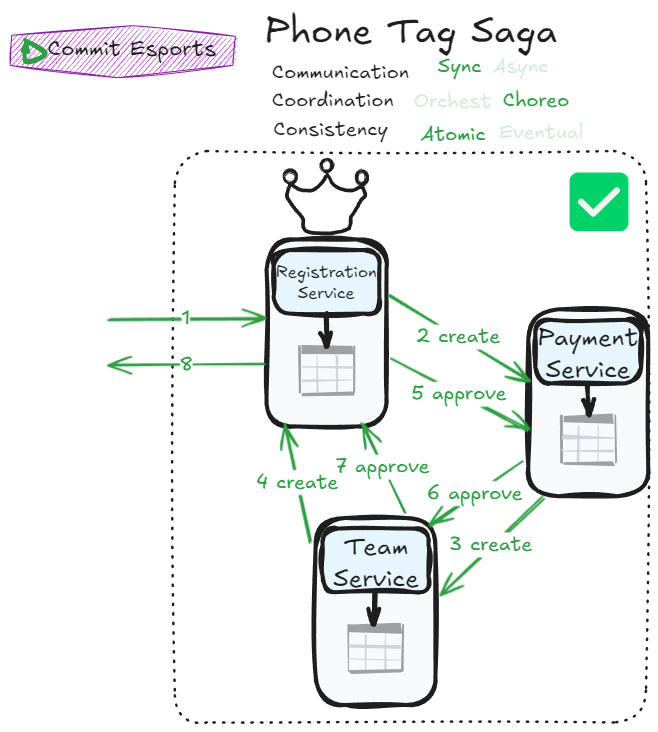 Commit Esports
Phone Tag Saga
Communication Sync Async
Coordination Orchest Choreo
Consistency Atomic Eventual
Registration
Service
1
2 create
Payment
Service
8
5 approve
7 approve
4 create
6 approve
3 create
Team
Service